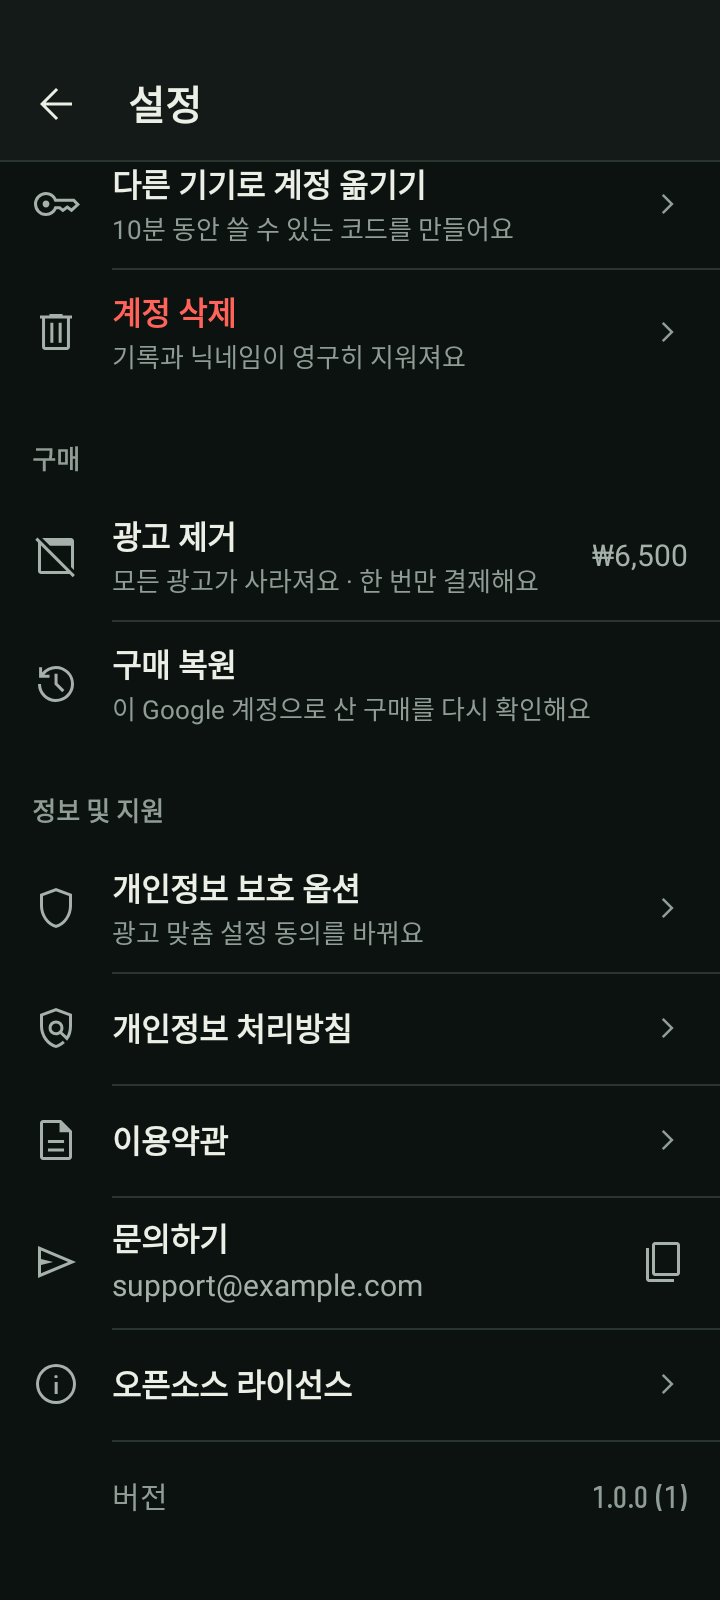 설정
다른 기기로 계정 옮기기
10분 동안 쓸 수 있는 코드를 만들어요
계정 삭제
기록과 닉네임이 영구히 지워져요
구매
광고 제거
₩6,500
모든 광고가 사라져요 · 한 번만 결제해요
구매 복원
이 Google 계정으로 산 구매를 다시 확인해요
정보 및 지원
개인정보 보호 옵션
광고 맞춤 설정 동의를 바꿔요
개인정보 처리방침
이용약관
문의하기
support@example.com
오픈소스 라이선스
버전
1.0.0 (1)